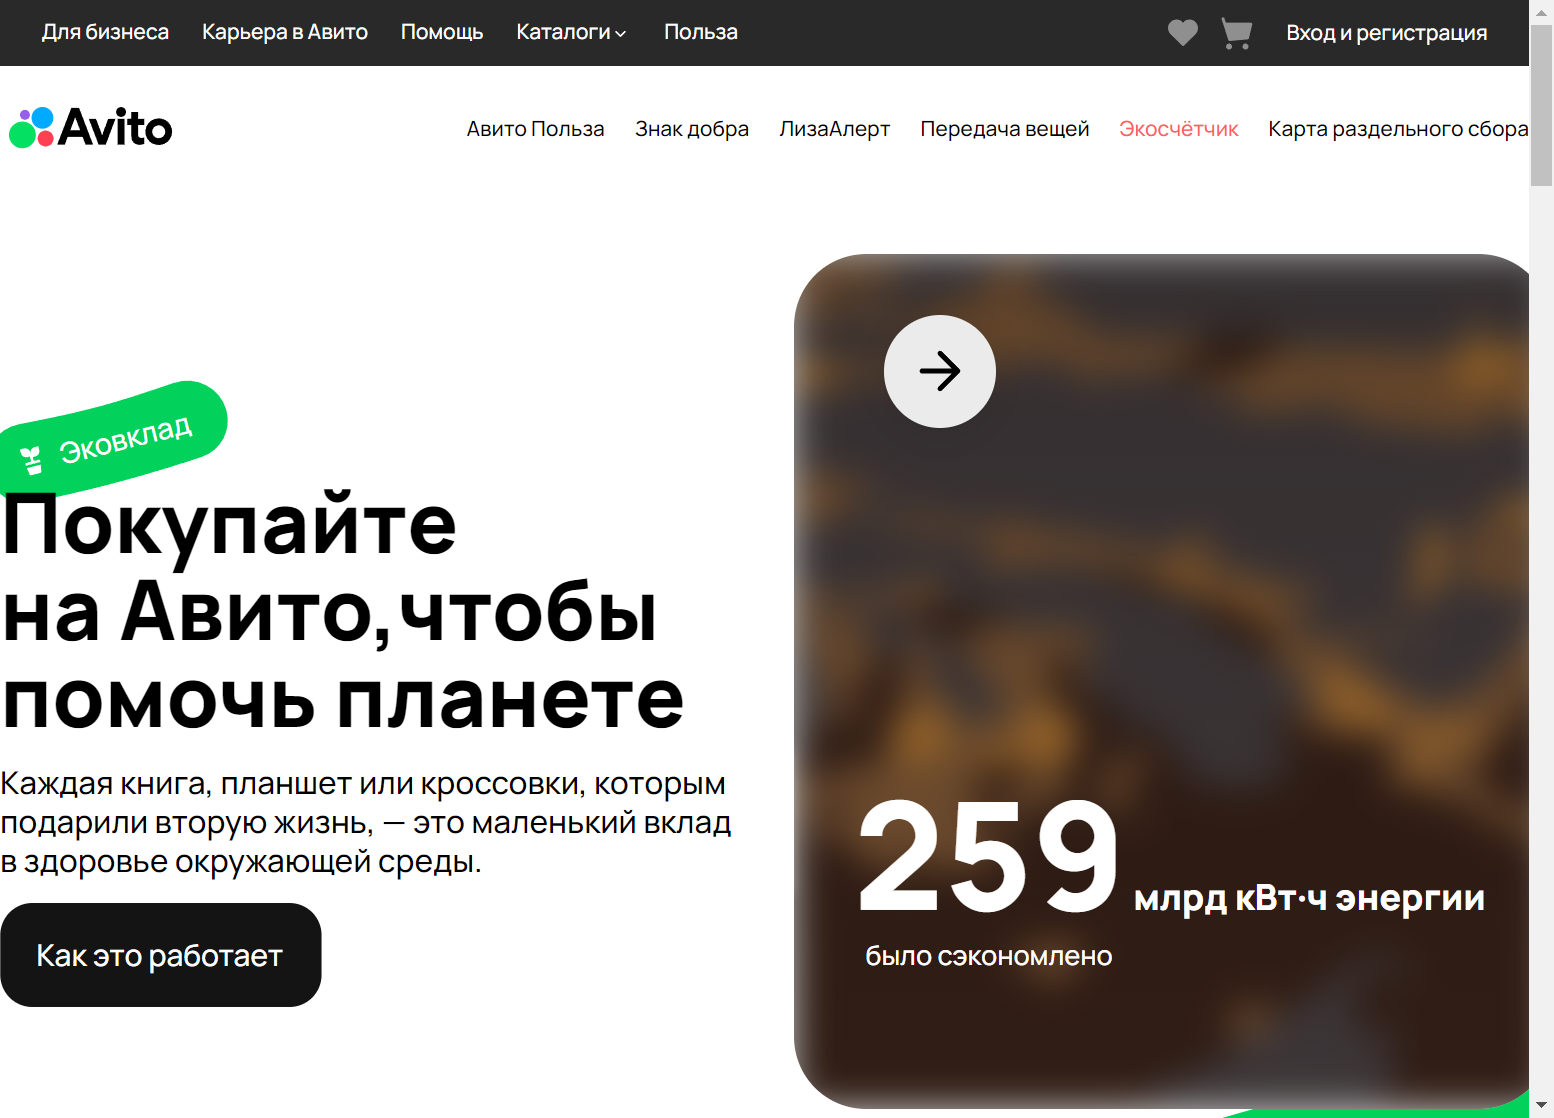 Для бизнеса Карьера в Авито Помощь Каталоги Польза Вход и регистрация
Avito Авито Польза Знак добра ЛизаАлерт Передача вещей Экосчётчик Карта раздельного сбора
Эковклад
Покупайте
на Авито,чтобы
помочь планете
Каждая книга, планшет или кроссовки, которым
подарили вторую жизнь, — это маленький вклад
в здоровье окружающей среды.
Как это работает
259 млрд кВт·ч энергии
было сэкономлено